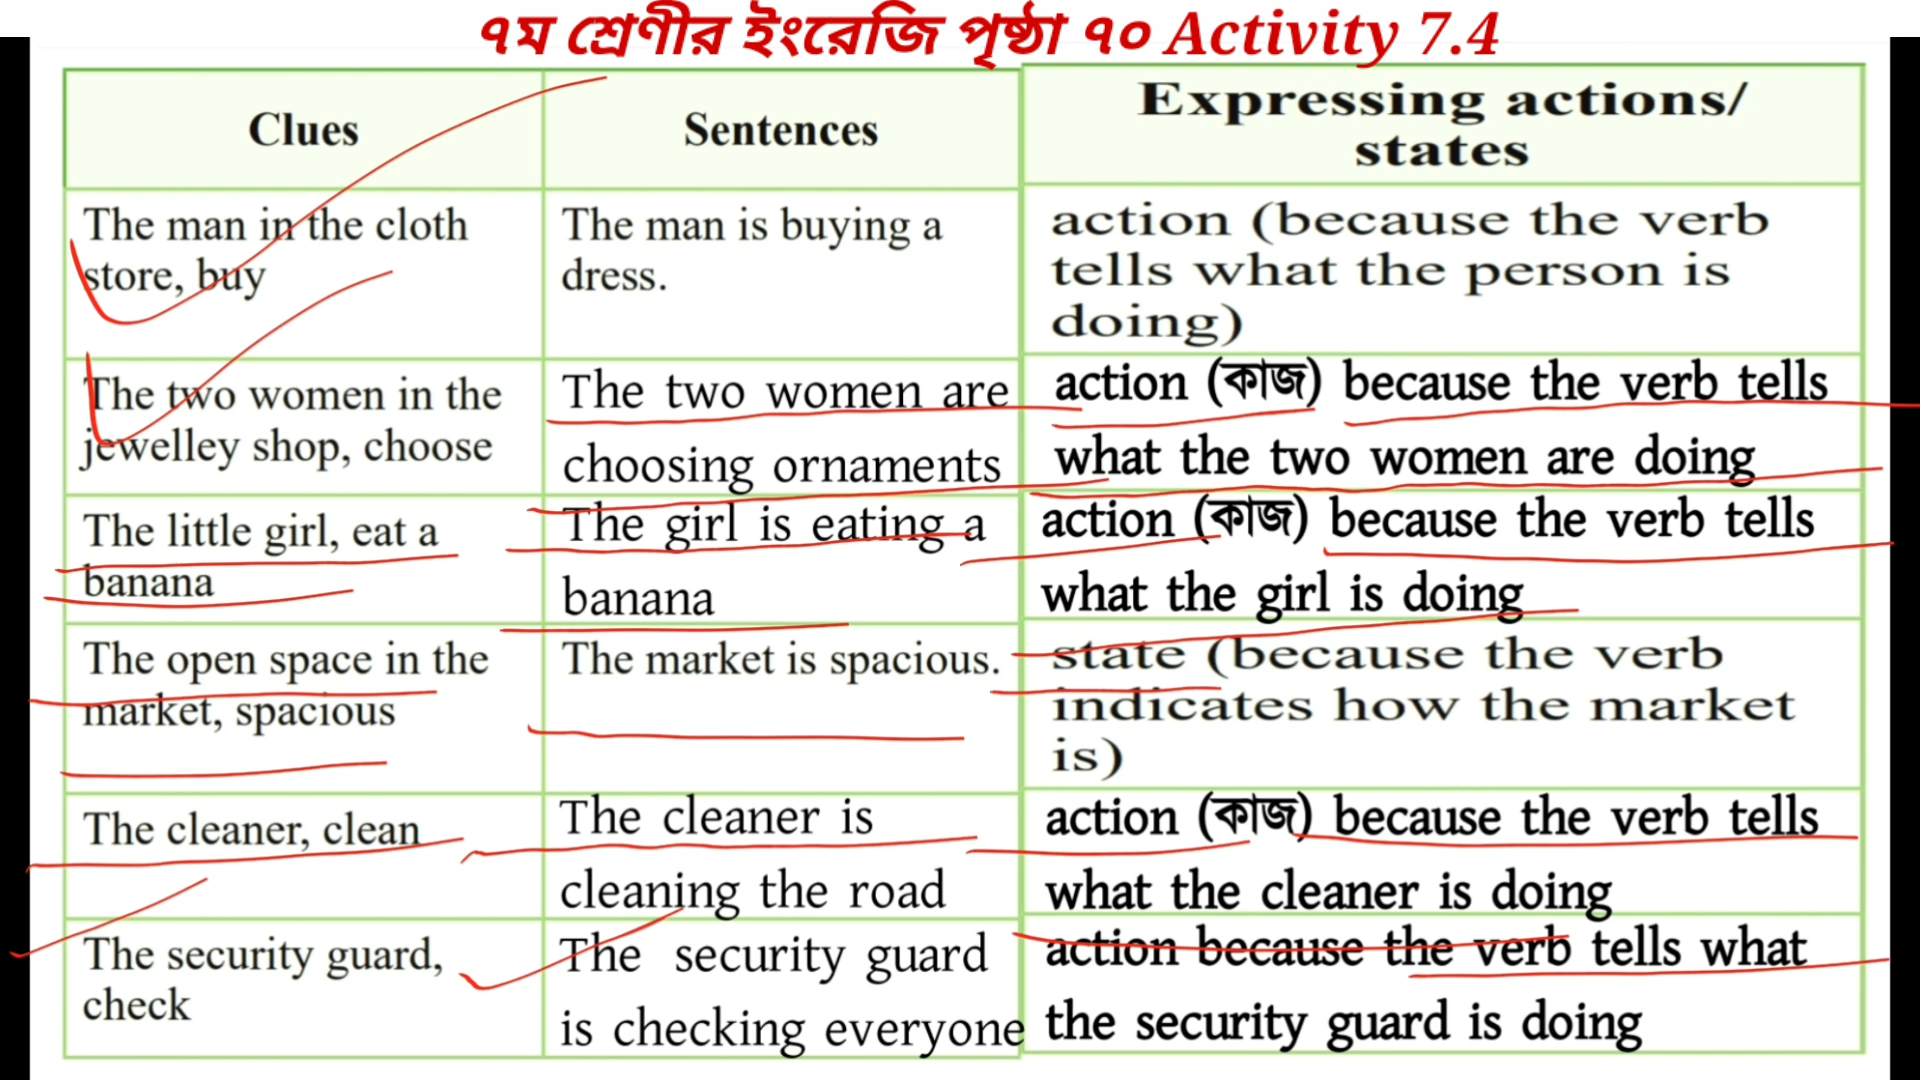 ৭ম শ্রেণীর ইংরেজি পৃষ্ঠা ৭০ Activity 7.4
Clues
Sentences
Expressing actions/
states
The man in the cloth
store, buy
The man is buying a
dress.
action (because the verb
tells what the person is
doing)
The two women in the
jewelley shop, choose
The two women are
choosing ornaments
action (কাজ) because the verb tells
what the two women are doing
The little girl, eat a
banana
The girl is eating a
banana
action (কাজ) because the verb tells
what the girl is doing
The open space in the
market, spacious
The market is spacious.
state (because the verb
indicates how the market
is)
The cleaner, clean
The cleaner is
cleaning the road
action (কাজ) because the verb tells
what the cleaner is doing
The security guard,
check
The security guard
is checking everyone
action because the verb tells what
the security guard is doing